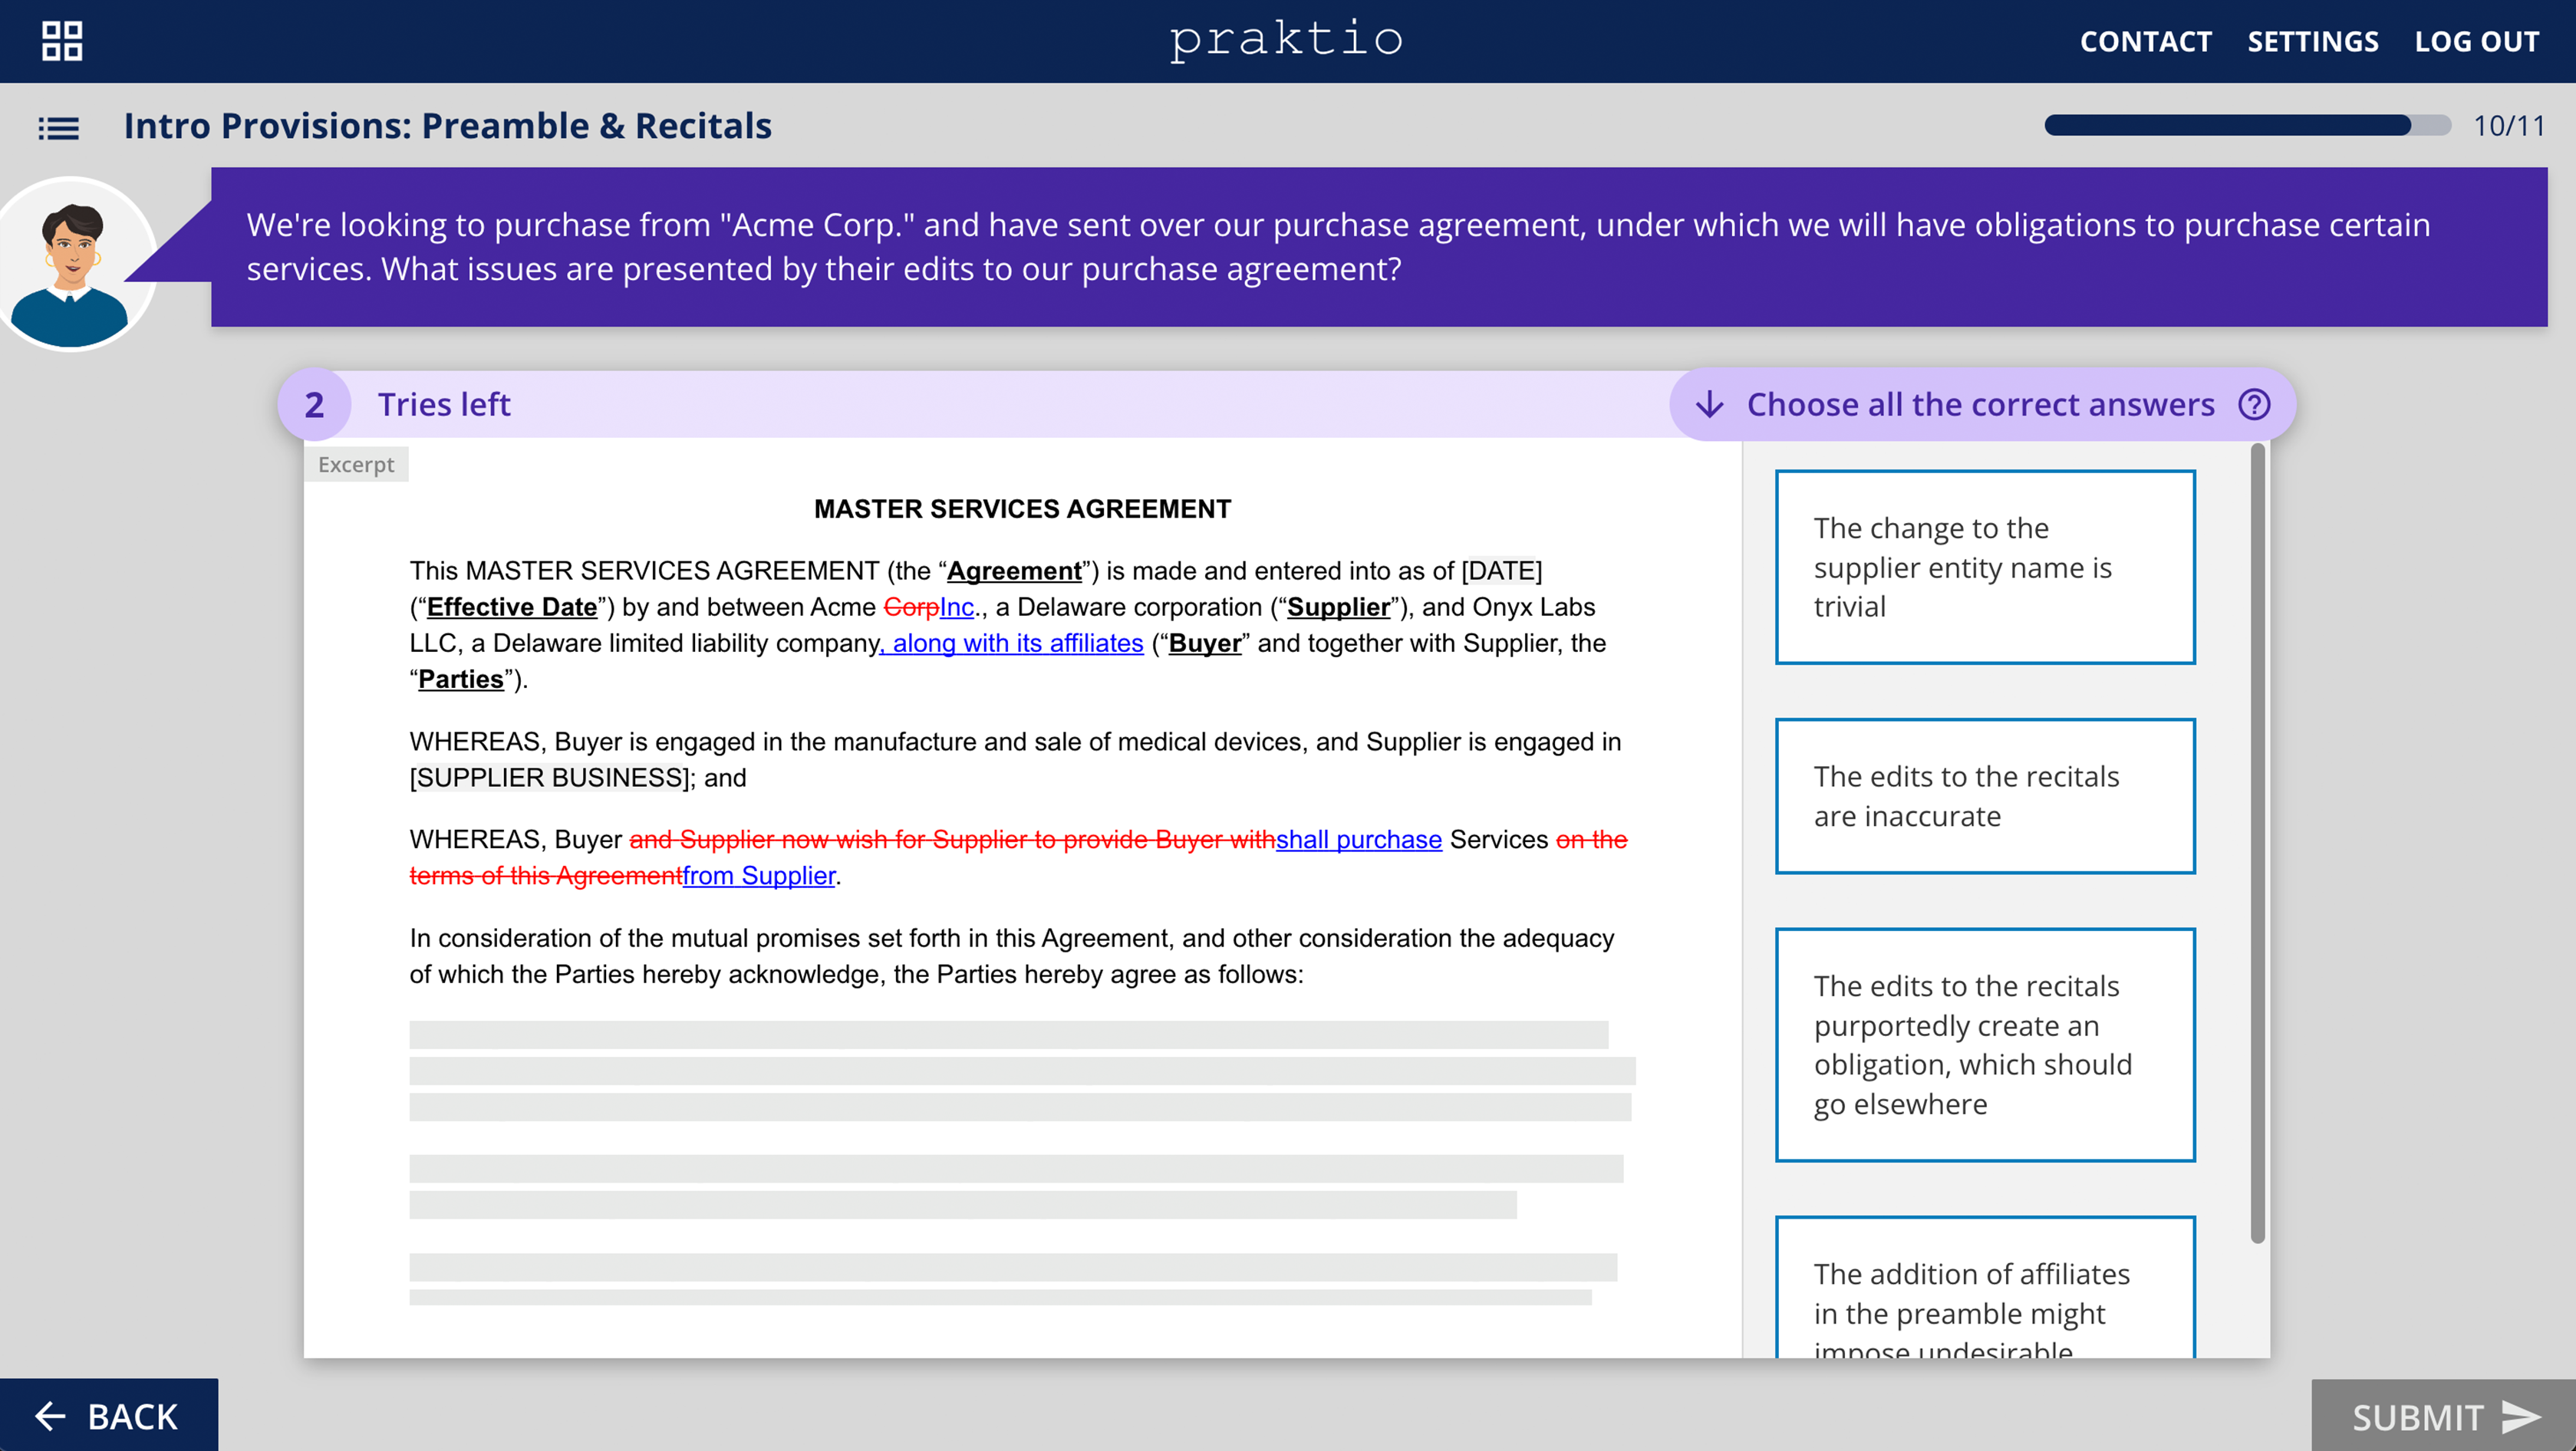 praktio
CONTACT SETTINGS LOG OUT
Intro Provisions: Preamble & Recitals
10/11
We're looking to purchase from "Acme Corp." and have sent over our purchase agreement, under which we will have obligations to purchase certain
services. What issues are presented by their edits to our purchase agreement?
2 Tries left
Choose all the correct answers ?
Excerpt
MASTER SERVICES AGREEMENT
This MASTER SERVICES AGREEMENT (the “Agreement”) is made and entered into as of [DATE]
(“Effective Date”) by and between Acme CorpInc., a Delaware corporation (“Supplier”), and Onyx Labs
LLC, a Delaware limited liability company, along with its affiliates (“Buyer” and together with Supplier, the
“Parties”).
WHEREAS, Buyer is engaged in the manufacture and sale of medical devices, and Supplier is engaged in
[SUPPLIER BUSINESS]; and
WHEREAS, Buyer and Supplier now wish for Supplier to provide Buyer withshall purchase Services on the
terms of this Agreementfrom Supplier.
In consideration of the mutual promises set forth in this Agreement, and other consideration the adequacy
of which the Parties hereby acknowledge, the Parties hereby agree as follows:
The change to the
supplier entity name is
trivial
The edits to the recitals
are inaccurate
The edits to the recitals
purportedly create an
obligation, which should
go elsewhere
The addition of affiliates
in the preamble might
impose undesirable
BACK
SUBMIT